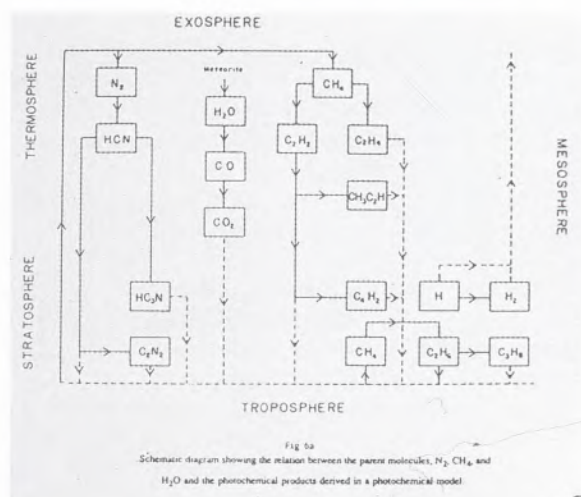 EXOSPHERE
THERMOSPHERE
STRATOSPHERE
MESOSPHERE
Meteorite
N₂
CH₄
H₂O
HCN
C₂H₂
C₂H₄
CO
CH₃C₂H
CO₂
HC₃N
C₄H₂
H
H₂
C₂N₂
CH₄
C₃H₈
TROPOSPHERE
Fig 6a
Schematic diagram showing the relation between the parent molecules, N₂, CH₄, and
H₂O and the photochemical products derived in a photochemical model